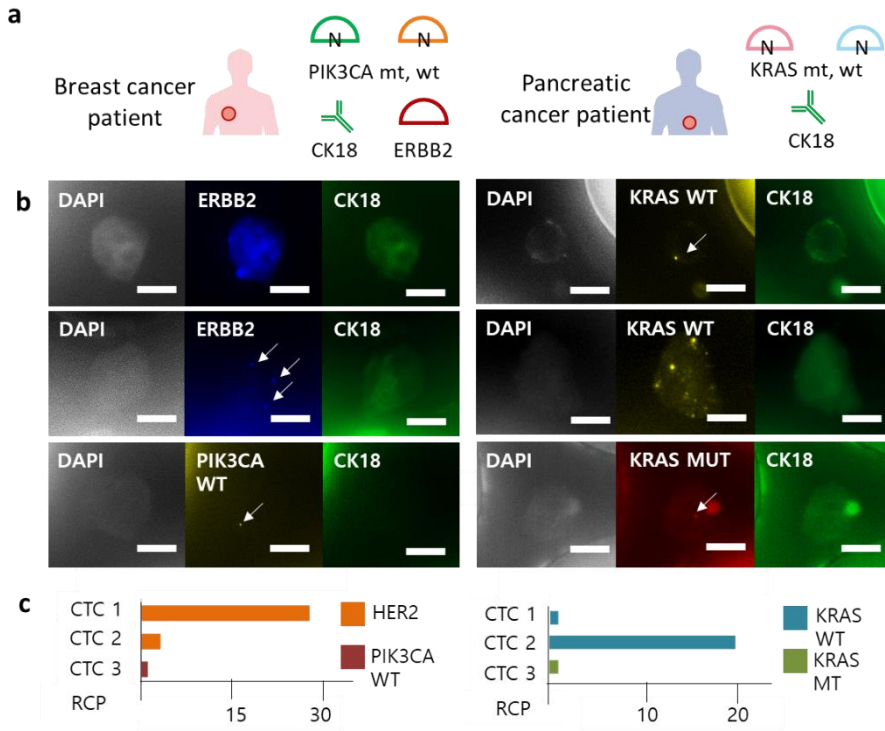 a
Breast cancer
patient
N
N
PIK3CA mt, wt
CK18
ERBB2
Pancreatic
cancer patient
N
N
KRAS mt, wt
CK18
b
DAPI
ERBB2
CK18
DAPI
KRAS WT
CK18
DAPI
ERBB2
CK18
DAPI
KRAS WT
CK18
DAPI
PIK3CA
WT
CK18
DAPI
KRAS MUT
CK18
c
CTC 1
CTC 2
CTC 3
RCP
15
30
HER2
PIK3CA
WT
CTC 1
CTC 2
CTC 3
RCP
10
20
KRAS
WT
KRAS
MT